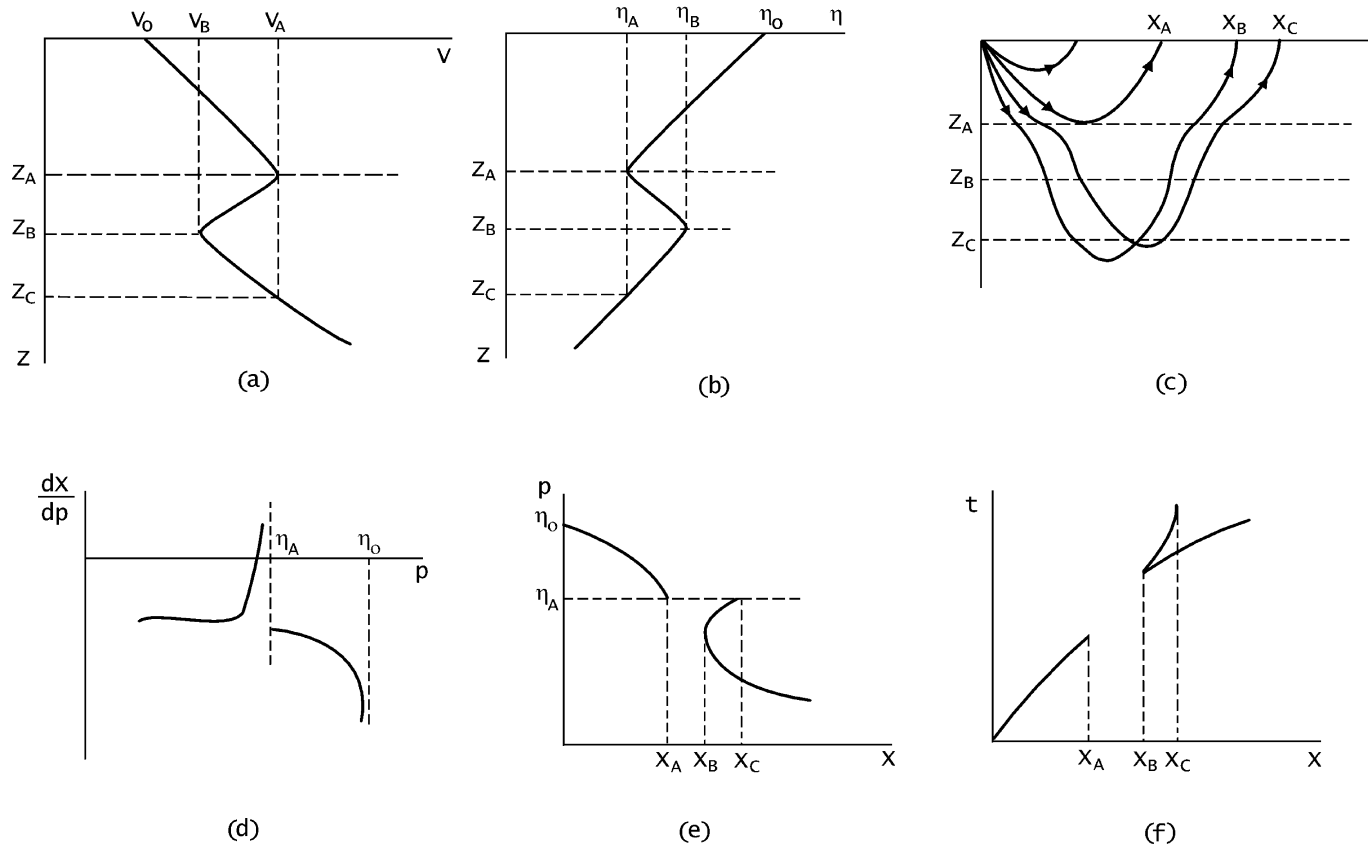 V₀ V_B V_A
V
Z_A
Z_B
Z_C
Z
(a)
η_A η_B η₀ η
Z_A
Z_B
Z_C
Z
(b)
X_A X_B X_C
Z_A
Z_B
Z_C
(c)
dX
dp
η_A η₀
p
(d)
p
η₀
η_A
X_A X_B X_C X
(e)
t
X_A X_B X_C X
(f)